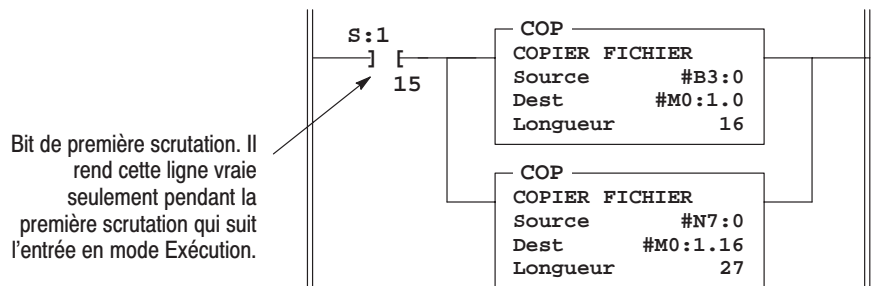 S:1
] [
15
COP
COPIER FICHIER
Source #B3:0
Dest #M0:1.0
Longueur 16
Bit de première scrutation. Il
rend cette ligne vraie
seulement pendant la
première scrutation qui suit
l'entrée en mode Exécution.
COP
COPIER FICHIER
Source #N7:0
Dest #M0:1.16
Longueur 27